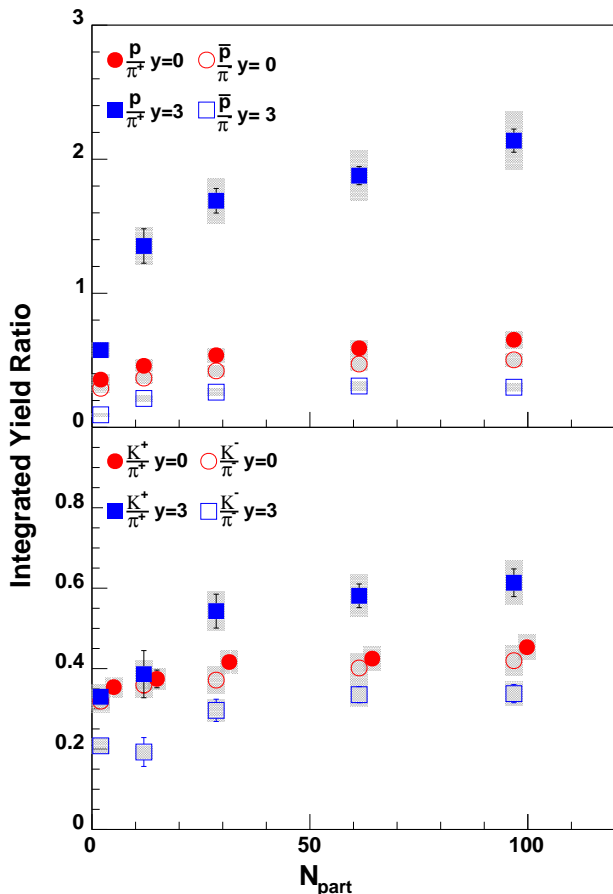 3
p/π⁺ y=0 p̄/π⁻ y= 0
p/π⁺ y=3 p̄/π⁻ y= 3
2
1
0
K⁺/π⁺ y=0 K⁻/π⁻ y=0
K⁺/π⁺ y=3 K⁻/π⁻ y=3
0.8
0.6
0.4
0.2
0
0 50 100
N_part
Integrated Yield Ratio